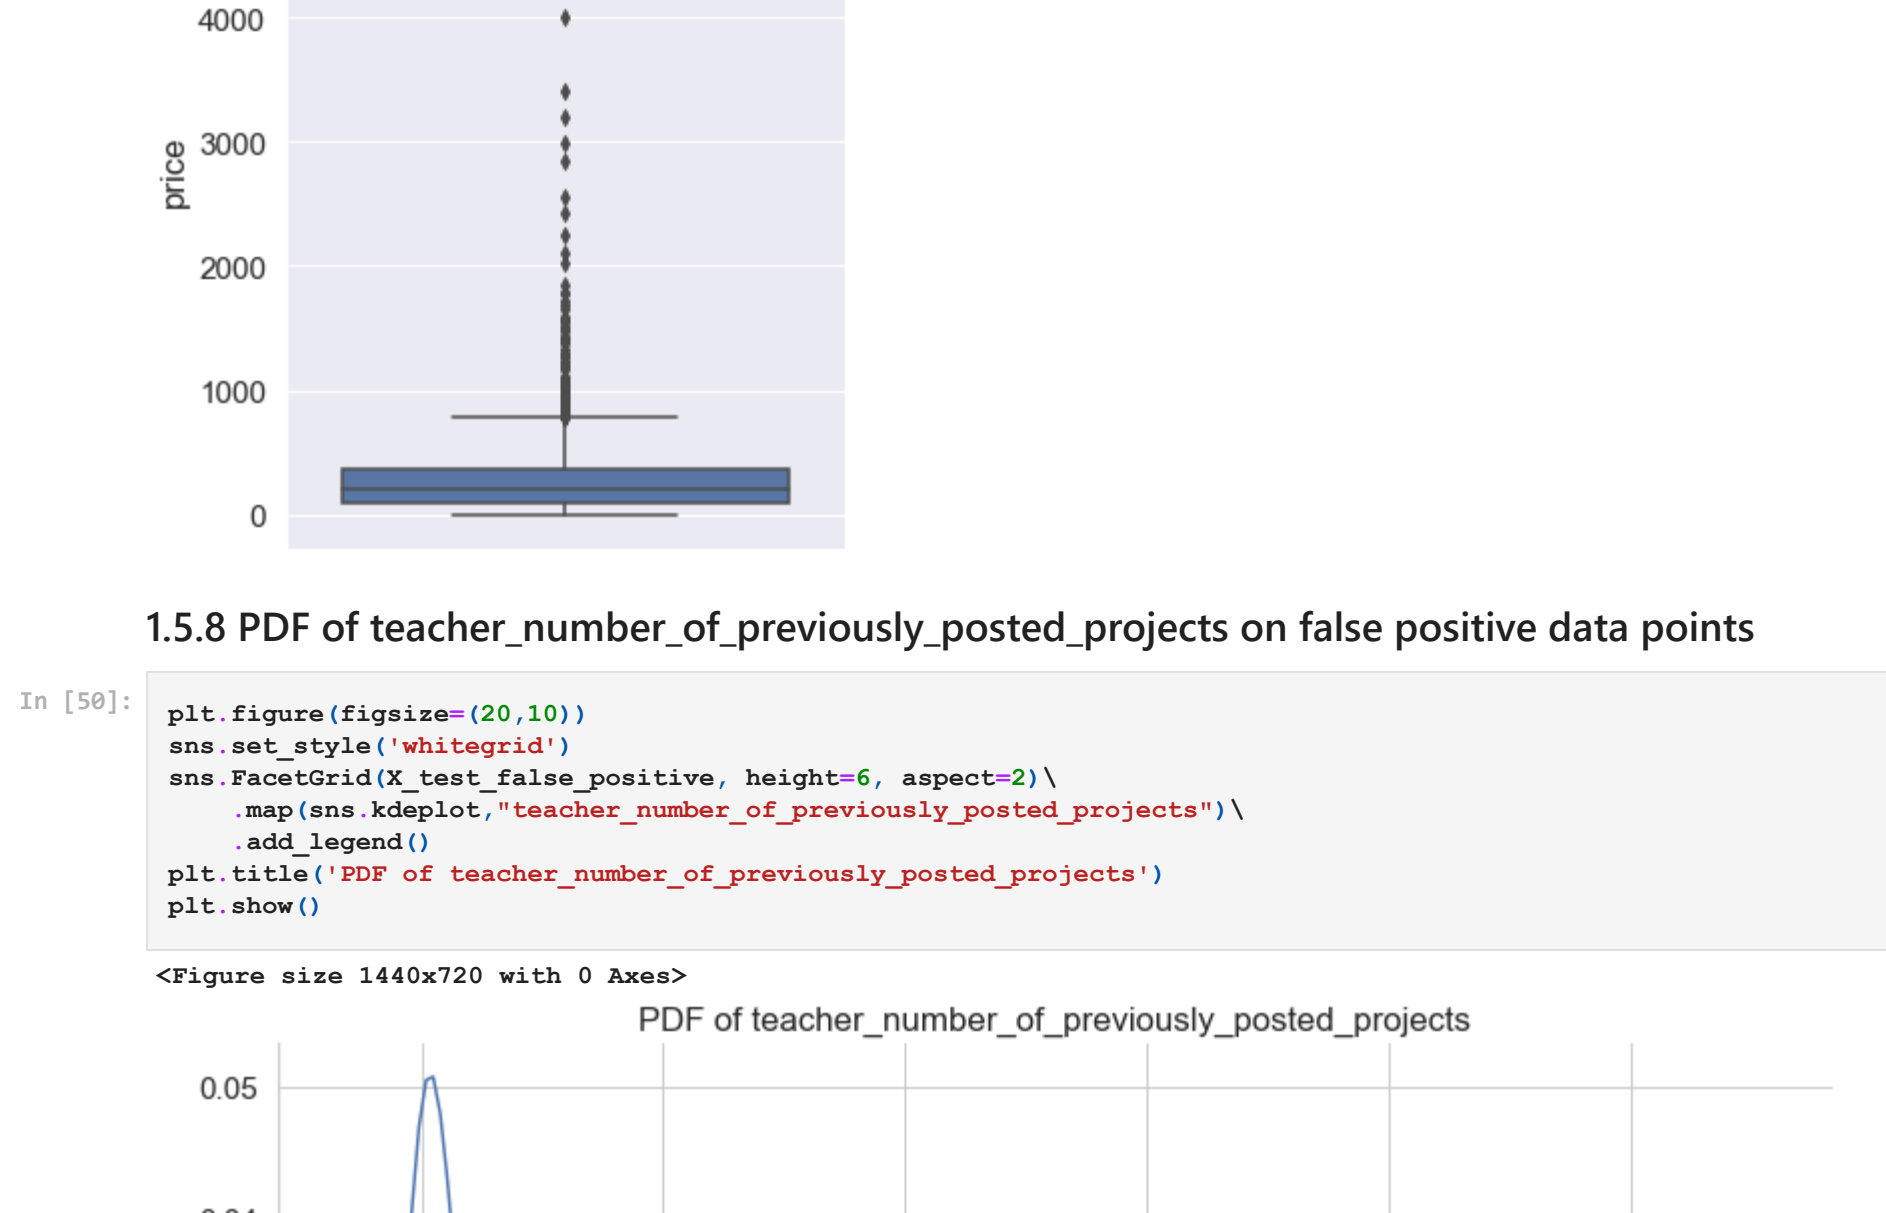 4000
3000
price
2000
1000
0
1.5.8 PDF of teacher_number_of_previously_posted_projects on false positive data points
In [50]:
plt.figure(figsize=(20,10))
sns.set_style('whitegrid')
sns.FacetGrid(X_test_false_positive, height=6, aspect=2)\
    .map(sns.kdeplot,"teacher_number_of_previously_posted_projects")\
    .add_legend()
plt.title('PDF of teacher_number_of_previously_posted_projects')
plt.show()
<Figure size 1440x720 with 0 Axes>
PDF of teacher_number_of_previously_posted_projects
0.05